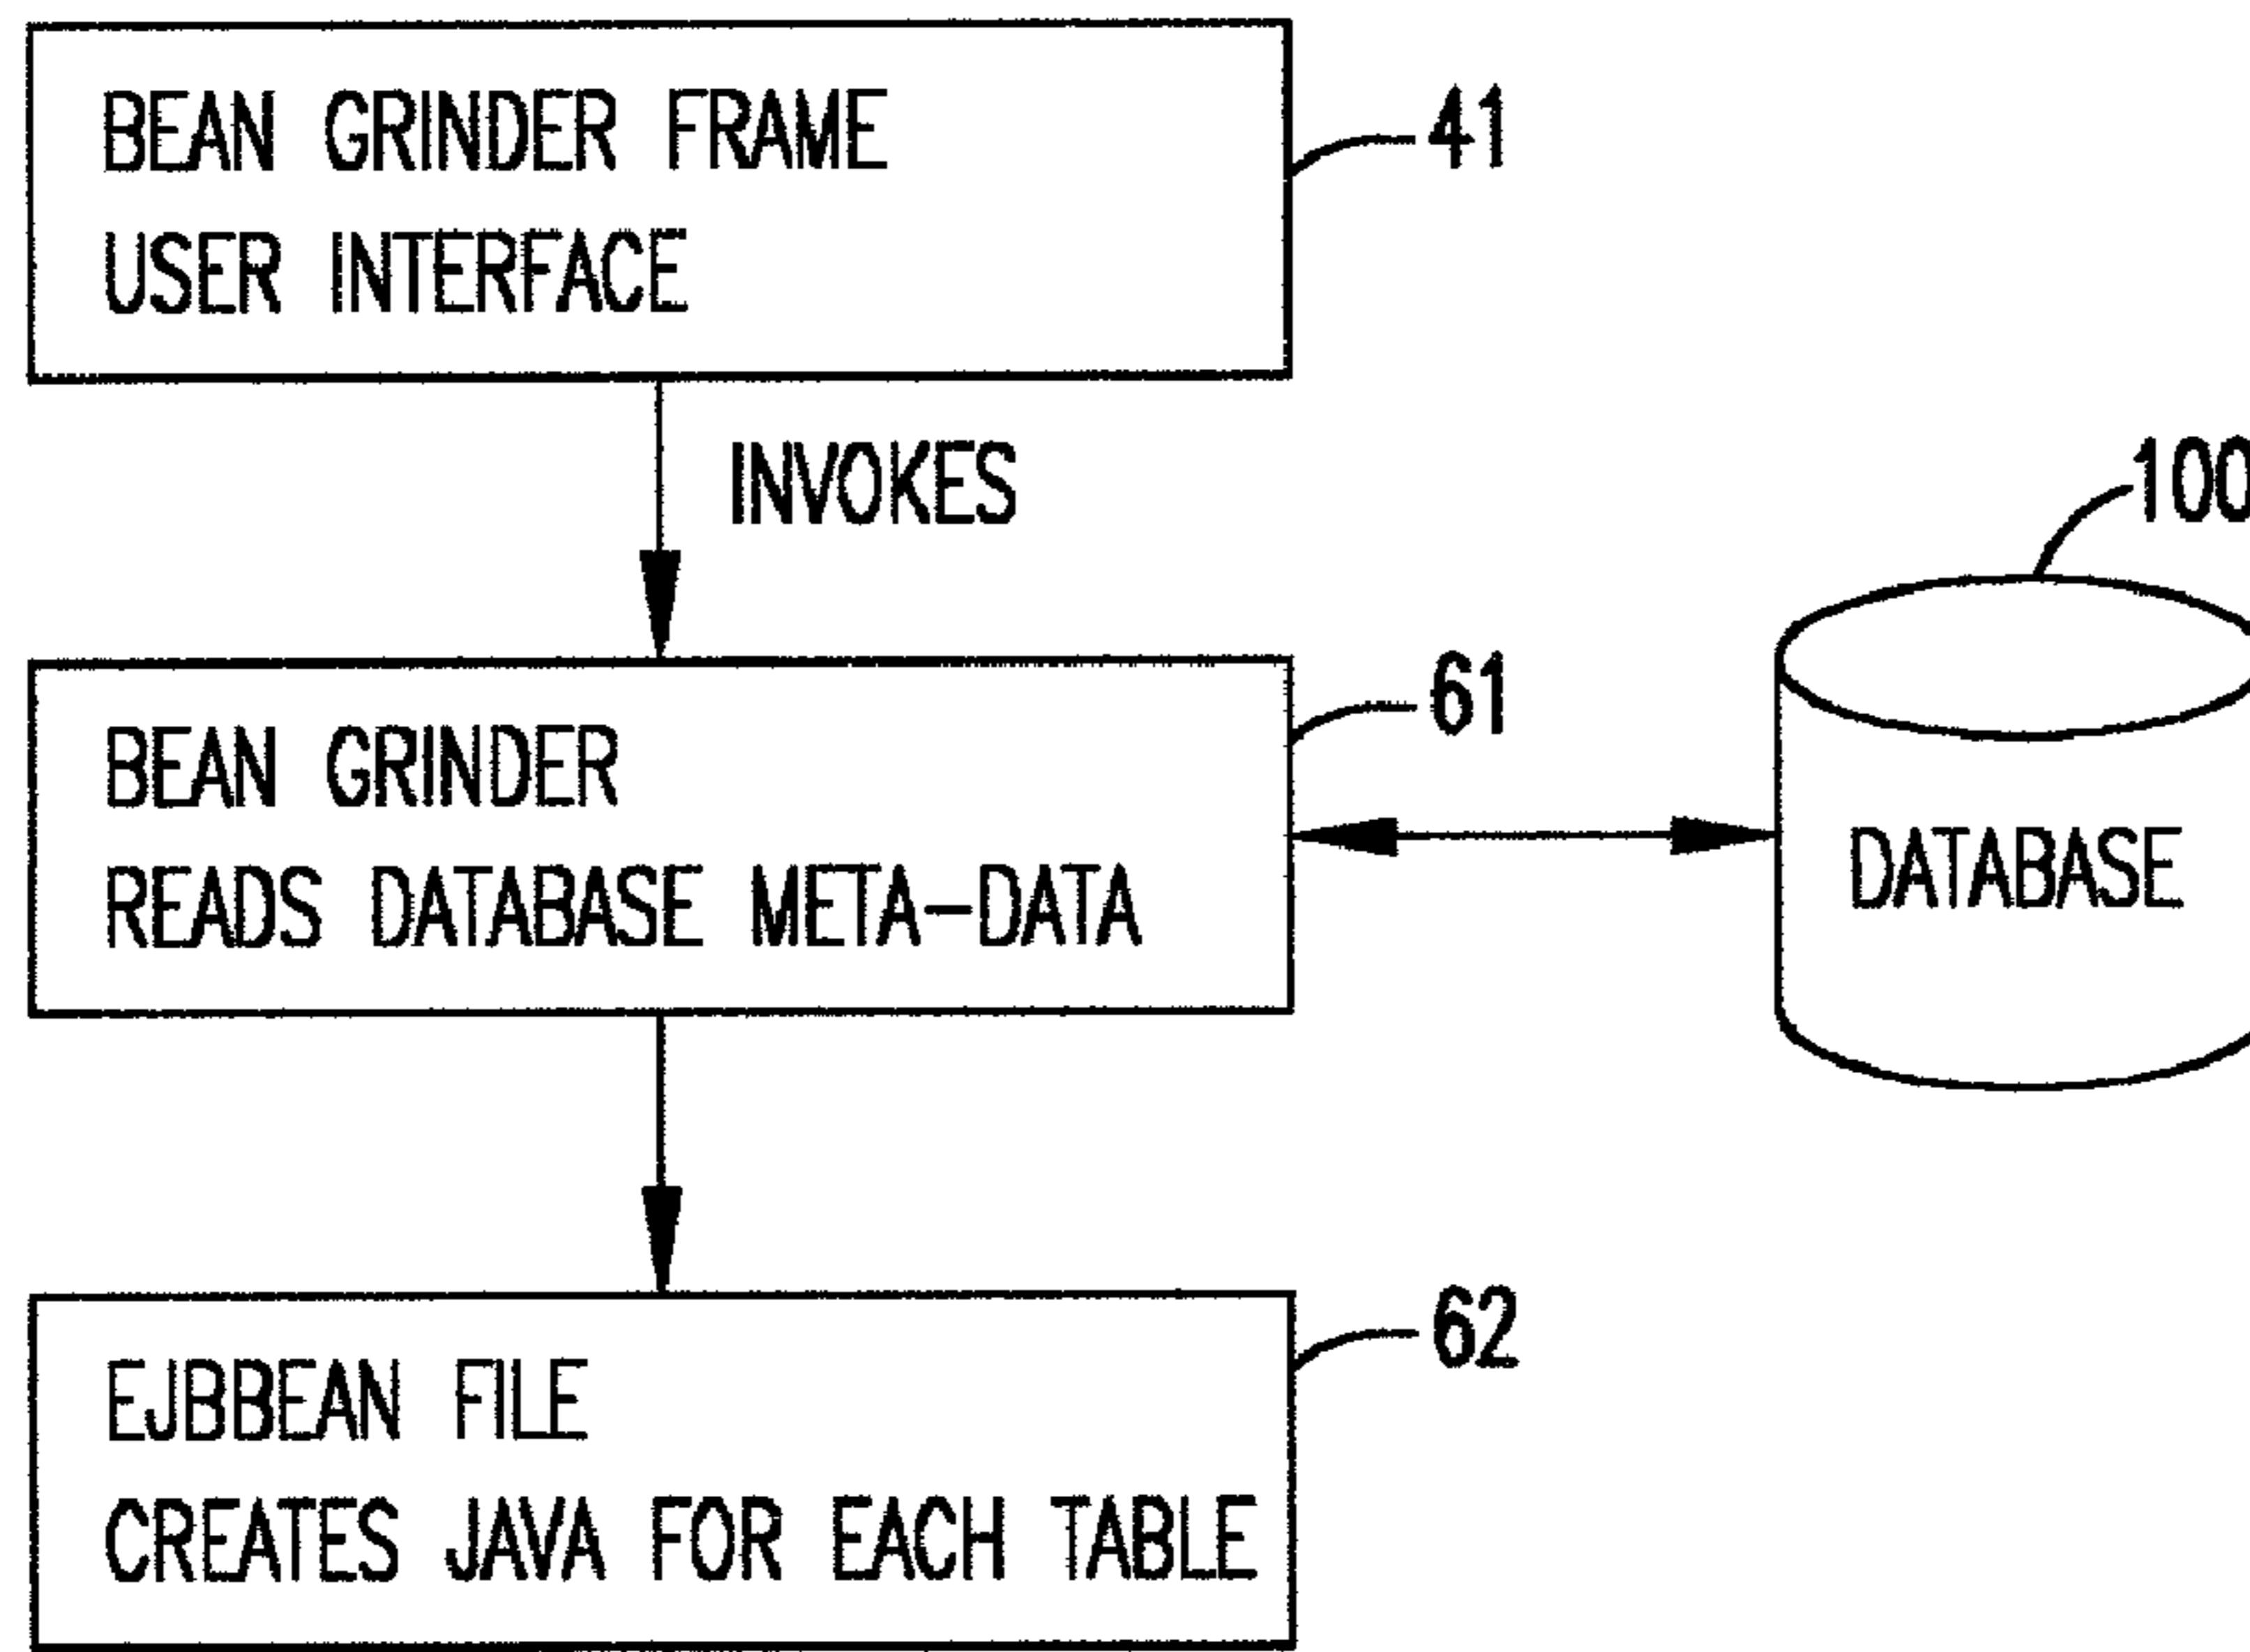 BEAN GRINDER FRAME
USER INTERFACE
41
INVOKES
100
BEAN GRINDER
READS DATABASE META-DATA
61
DATABASE
EJBBEAN FILE
CREATES JAVA FOR EACH TABLE
62